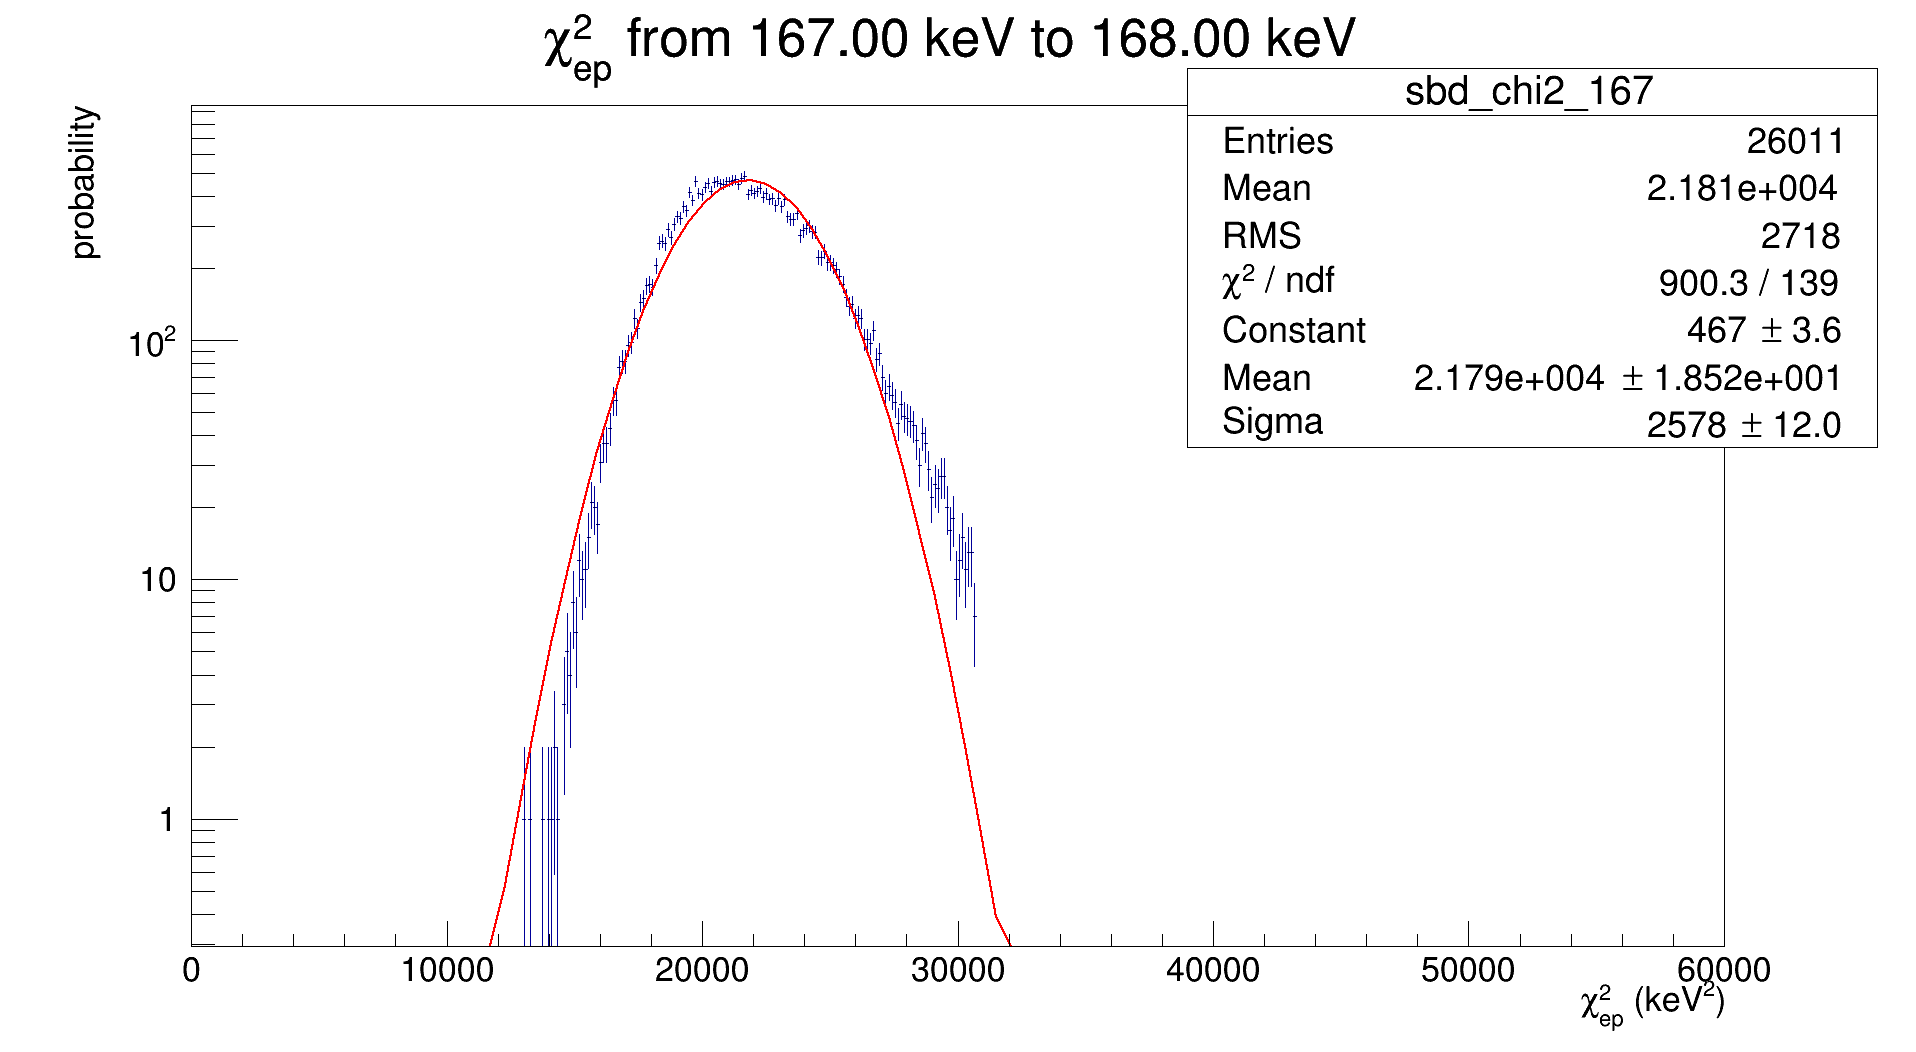 χ²ep from 167.00 keV to 168.00 keV
sbd_chi2_167
Entries 26011
Mean 2.181e+004
RMS 2718
χ² / ndf 900.3 / 139
Constant 467 ± 3.6
Mean 2.179e+004 ± 1.852e+001
Sigma 2578 ± 12.0
probability
10²
10
1
0 10000 20000 30000 40000 50000 60000
χ²ep (keV²)